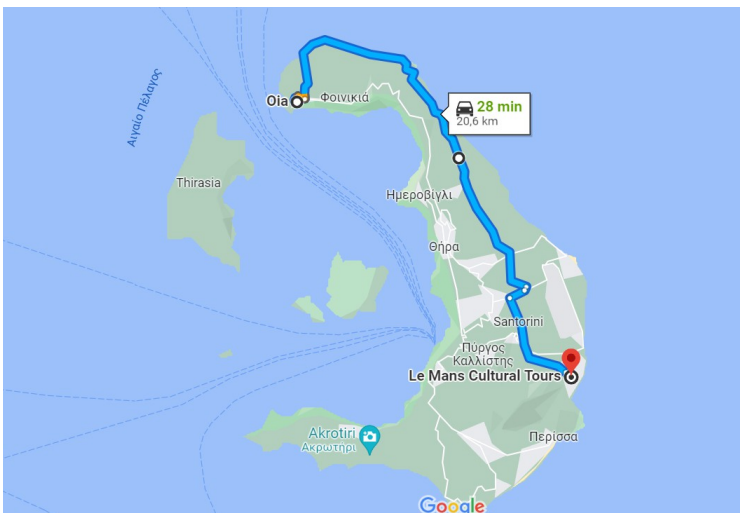 Αιγαίο Πέλαγος
Oia
Φοινικιά
28 min
20,6 km
Thirasia
Ημεροβίγλι
Θήρα
Santorini
Πύργος
Καλλίστης
Le Mans Cultural Tours
Akrotiri
Ακρωτήρι
Περίσσα
Google